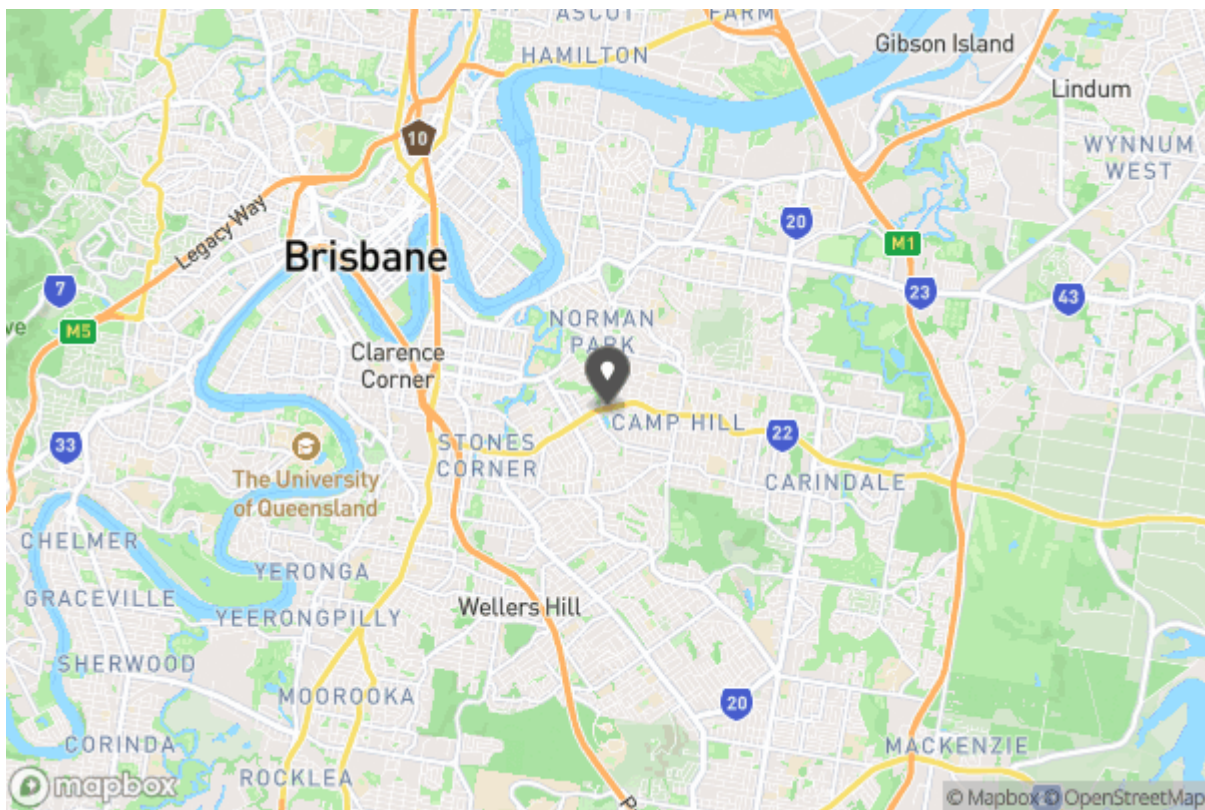 ASCOT
FARM
HAMILTON
Gibson Island
Lindum
10
WYNNUM
WEST
Legacy Way
20
Brisbane
M1
7
23
43
M5
NORMAN
PARK
Clarence
Corner
CAMP HILL
22
33
STONES
CORNER
The University
of Queensland
CARINDALE
CHELMER
YERONGA
GRACEVILLE
YEERONGPILLY
Wellers Hill
SHERWOOD
MOOROOKA
20
CORINDA
MACKENZIE
ROCKLEA
mapbox
© Mapbox © OpenStreetMap